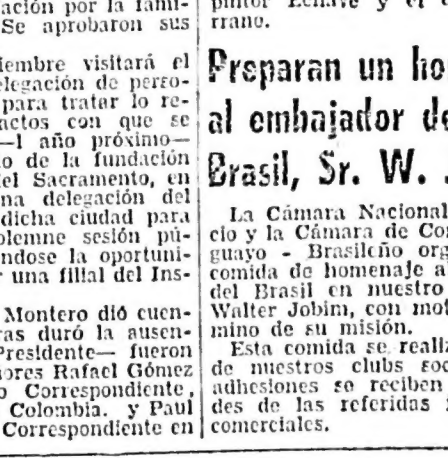 ación por la fami-
Se aprobaron sus
iembre visitará el
elegación de perso-
para tratar lo re-
actos con que se
—l año próximo—
o de la fundación
el Sacramento, en
na delegación del
dicha ciudad para
olemne sesión pú-
ndose la oportuni-
r una filial del Ins-
Montero dió cuen-
ras duró la ausen-
Presidente— fueron
ores Rafael Gómez
o Correspondiente,
Colombia. y Paul
Correspondiente en
pintor Echave y el
rrano.
Preparan un ho
al embajador de
Brasil, Sr. W.
La Cámara Nacional
cio y la Cámara de Co
guayo - Brasileño org
comida de homenaje a
del Brasil en nuestro
Walter Jobim, con mot
mino de su misión.
Esta comida se realiz
de nuestros clubs soc
adhesiones se reciben
des de las referidas
comerciales.